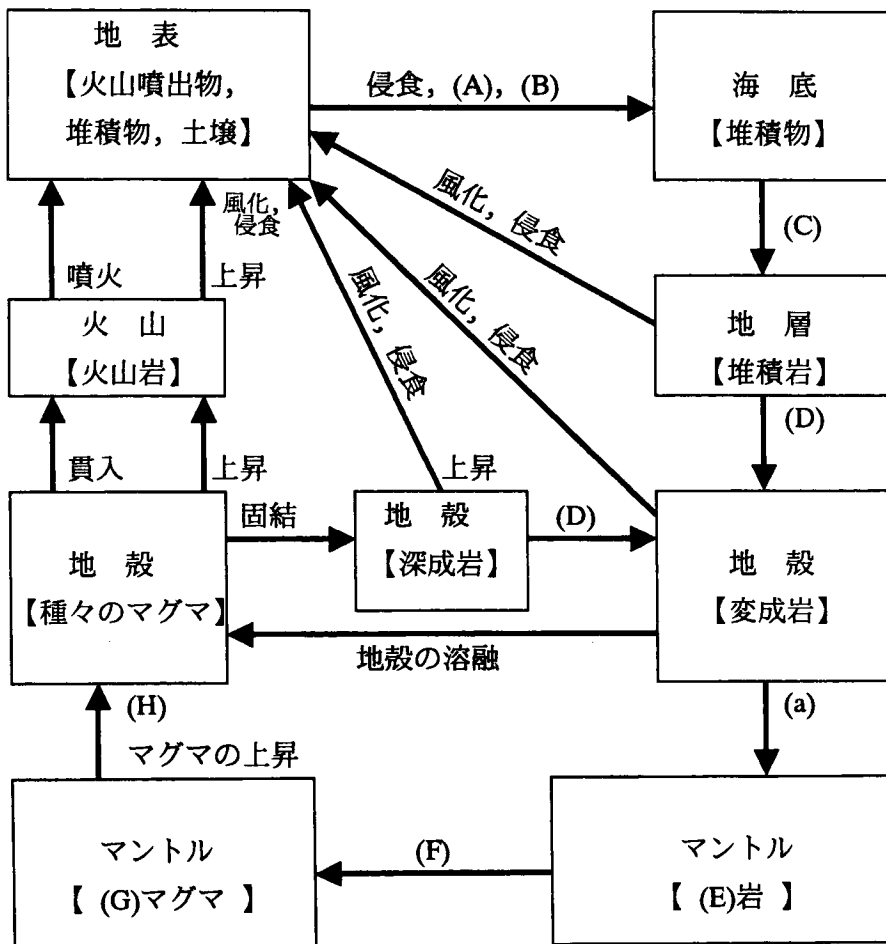 地 表
【火山噴出物，
堆積物，土壌】
侵食，(A)，(B)
海 底
【堆積物】
風化，
侵食
風化，侵食
(C)
噴火
上昇
風化，侵食
風化，侵食
火 山
【火山岩】
地 層
【堆積岩】
(D)
貫入
上昇
上昇
固結
地 殻
【種々のマグマ】
地 殻
【深成岩】
(D)
地 殻
【変成岩】
地殻の溶融
(H)
マグマの上昇
(a)
マントル
【 (G)マグマ 】
(F)
マントル
【 (E)岩 】